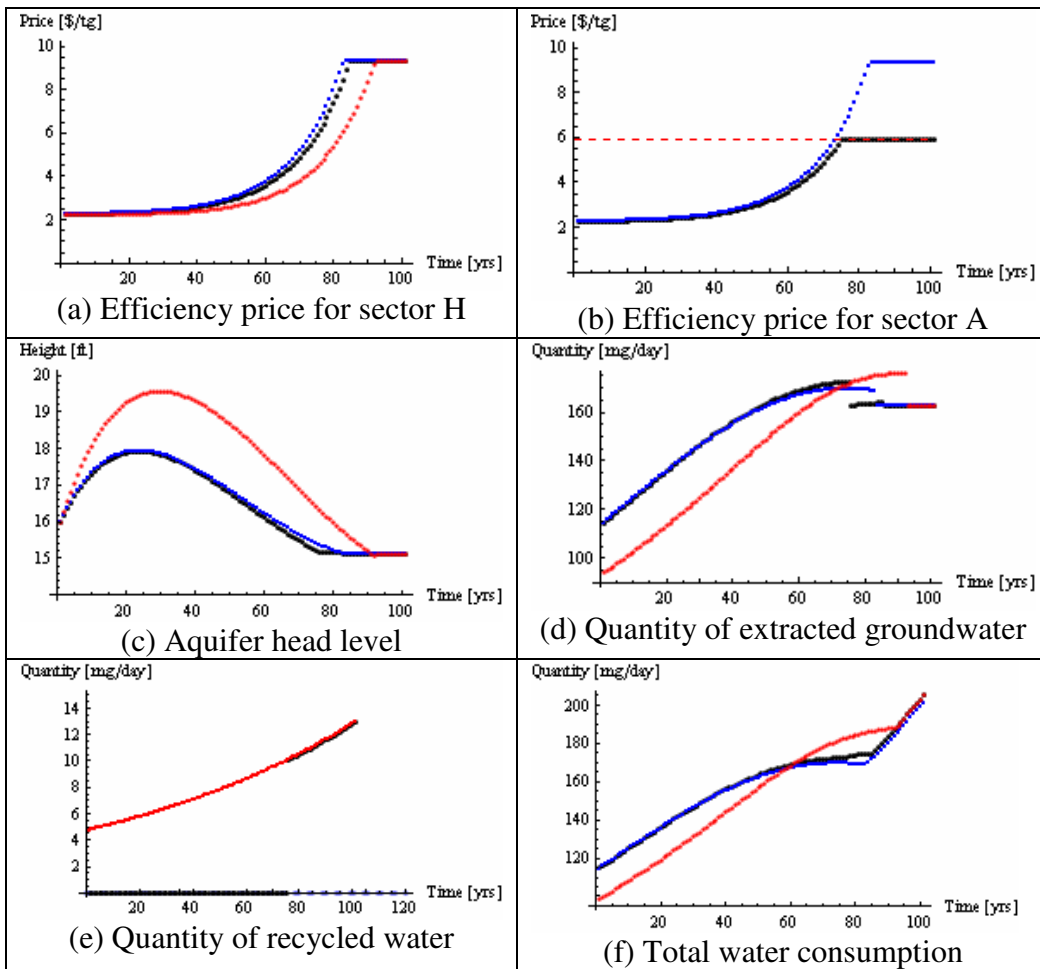 Price [$/tg]
10
8
6
4
2
20 40 60 80 100
Time [yrs]
(a) Efficiency price for sector H
Price [$/tg]
10
8
6
4
2
20 40 60 80 100
Time [yrs]
(b) Efficiency price for sector A
Height [ft]
20
19
18
17
16
15
20 40 60 80 100
Time [yrs]
(c) Aquifer head level
Quantity [mg/day]
160
140
120
100
20 40 60 80 100
Time [yrs]
(d) Quantity of extracted groundwater
Quantity [mg/day]
14
12
10
8
6
4
2
20 40 60 80 100 120
Time [yrs]
(e) Quantity of recycled water
Quantity [mg/day]
200
180
160
140
120
20 40 60 80 100
Time [yrs]
(f) Total water consumption